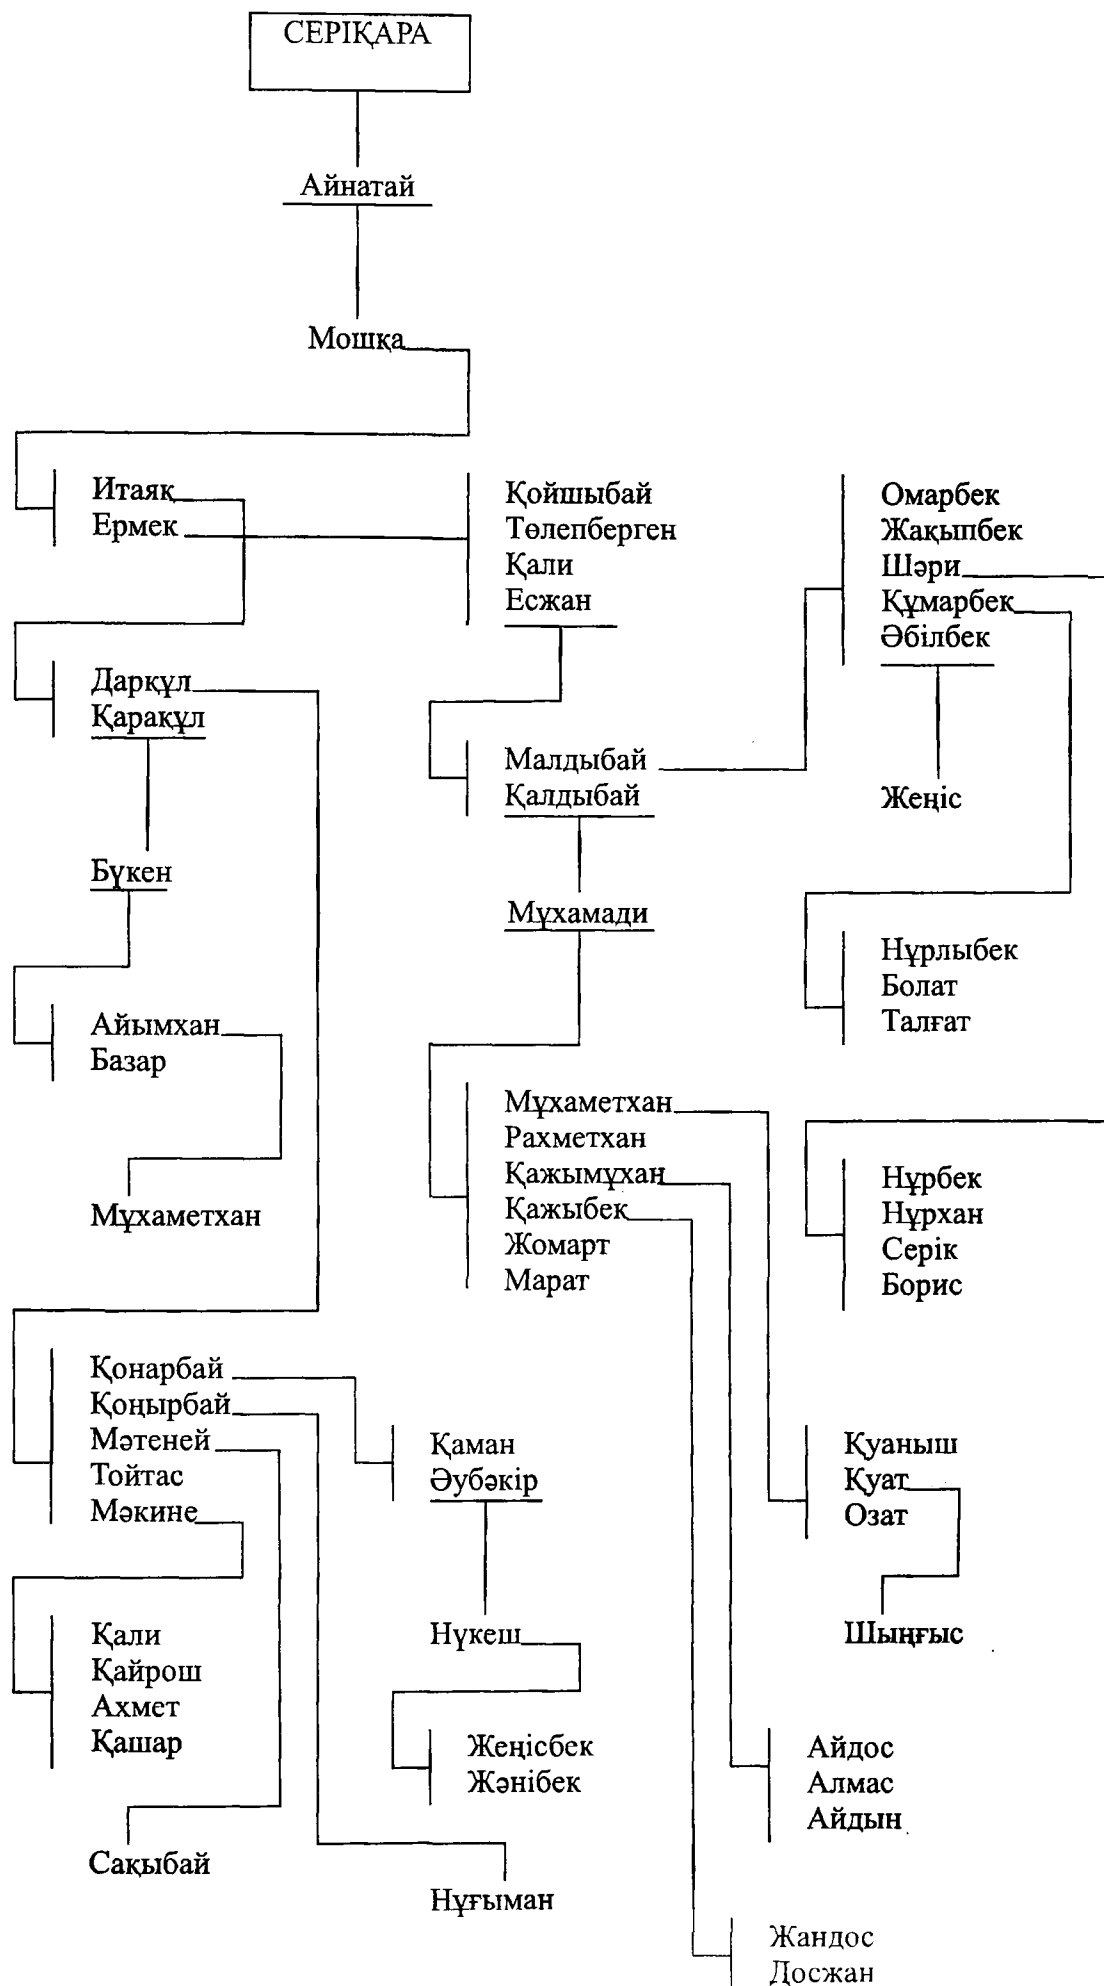 СЕРІҚАРА
Айнатай
Мошқа
Итаяқ
Ермек
Қойшыбай
Төлепберген
Қали
Есжан
Омарбек
Жақыпбек
Шәри
Құмарбек
Әбілбек
Дарқұл
Қарақұл
Малдыбай
Қалдыбай
Жеңіс
Бүкен
Мұхамади
Нұрлыбек
Болат
Талғат
Айымхан
Базар
Мұхаметхан
Рахметхан
Қажымұхан
Қажыбек
Жомарт
Марат
Нұрбек
Нұрхан
Серік
Борис
Мұхаметхан
Қонарбай
Қоңырбай
Мәтеней
Тойтас
Мәкине
Қаман
Әубәкір
Қуаныш
Қуат
Озат
Қали
Қайрош
Ахмет
Қашар
Нүкеш
Шыңғыс
Жеңісбек
Жәнібек
Айдос
Алмас
Айдын
Сақыбай
Нұғыман
Жандос
Досжан